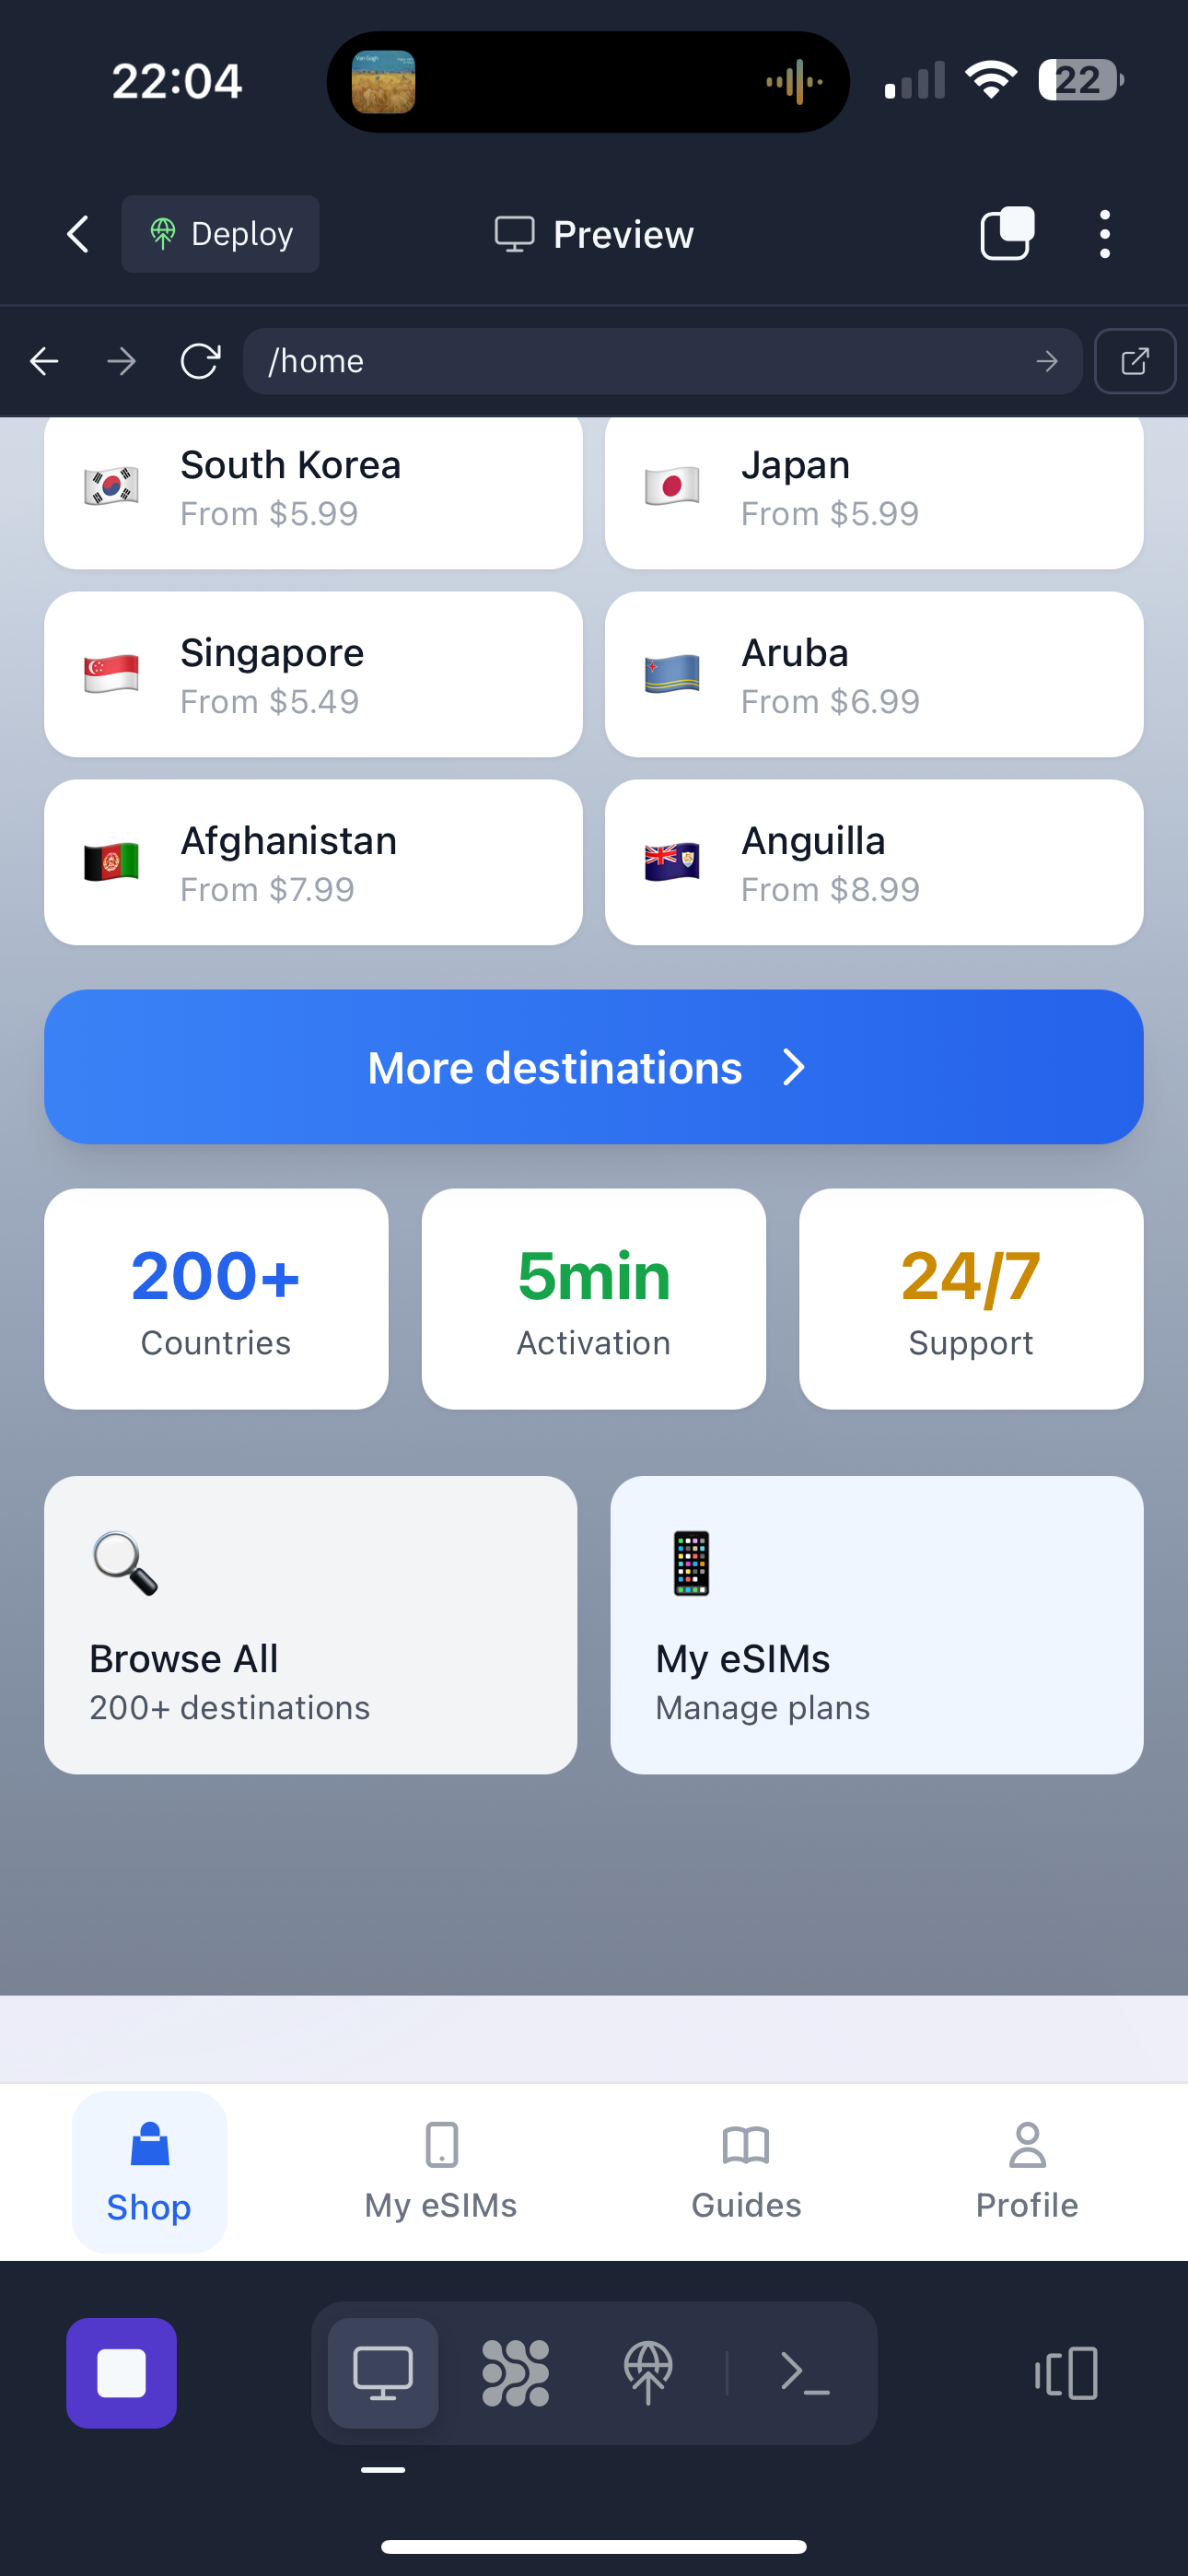 22:04
22
Deploy
Preview
/home
South Korea
From $5.99
Japan
From $5.99
Singapore
From $5.49
Aruba
From $6.99
Afghanistan
From $7.99
Anguilla
From $8.99
More destinations
200+
Countries
5min
Activation
24/7
Support
Browse All
200+ destinations
My eSIMs
Manage plans
Shop
My eSIMs
Guides
Profile